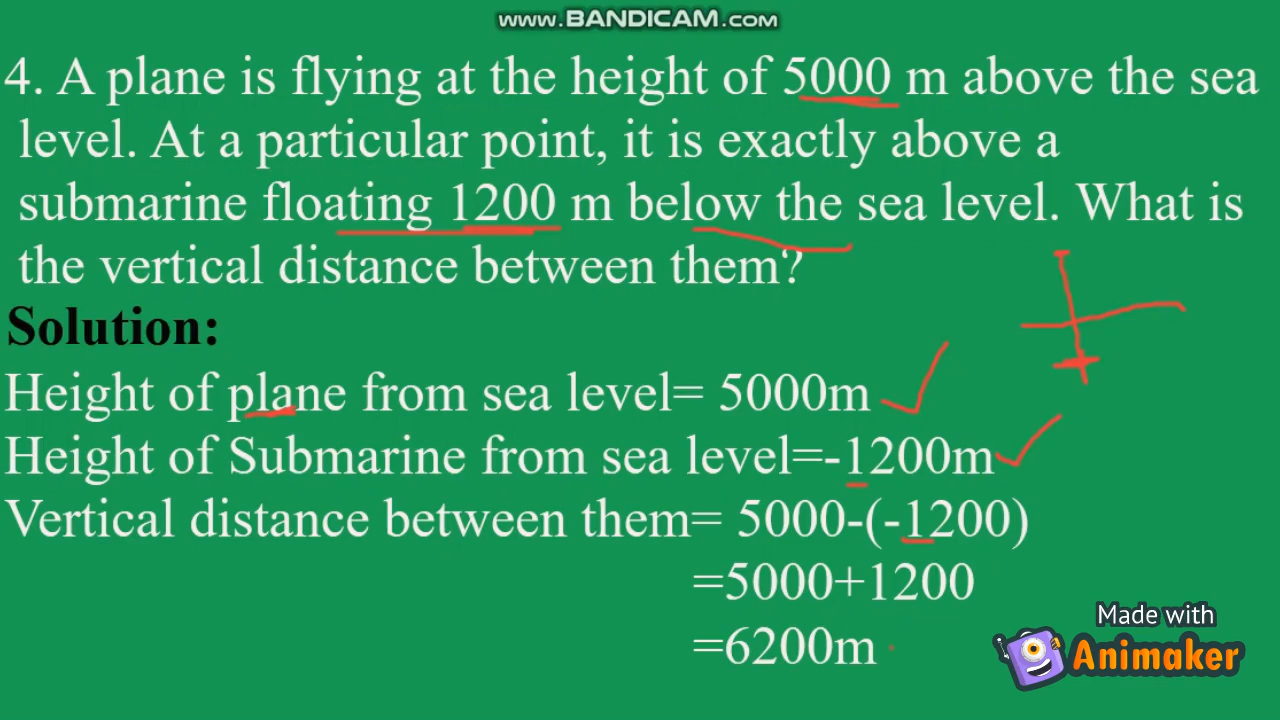 www.BANDICAM.com
4. A plane is flying at the height of 5000 m above the sea
level. At a particular point, it is exactly above a
submarine floating 1200 m below the sea level. What is
the vertical distance between them?
Solution:
Height of plane from sea level= 5000m
Height of Submarine from sea level=-1200m
Vertical distance between them= 5000-(-1200)
=5000+1200
=6200m
Made with
Animaker